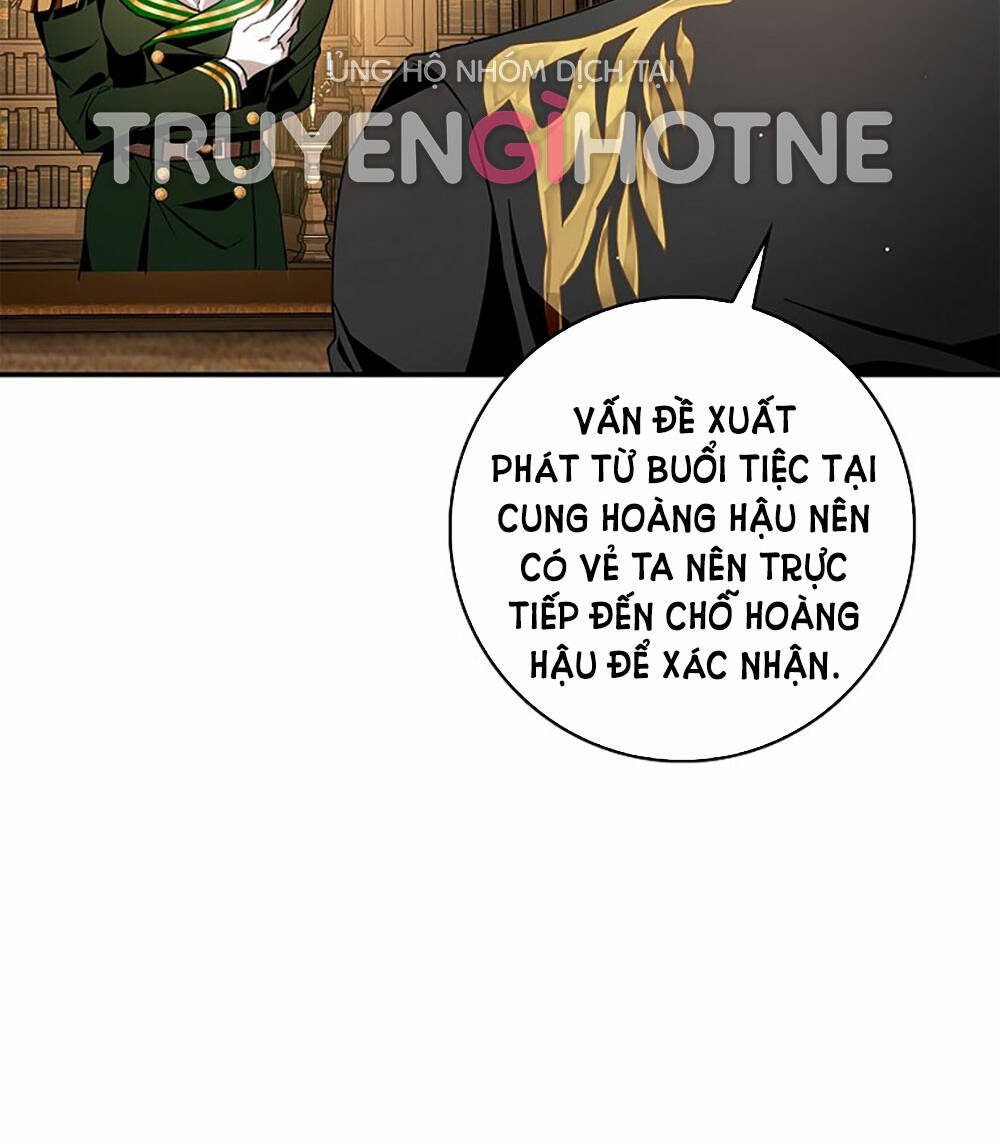 ỦNG HỘ NHÓM DỊCH TẠI
TRUYENGÌHOTNE
VẤN ĐỀ XUẤT
PHÁT TỪ BUỔI TIỆC TẠI
CUNG HOÀNG HẬU NÊN
CÓ VẺ TA NÊN TRỰC
TIẾP ĐẾN CHỖ HOÀNG
HẬU ĐỂ XÁC NHẬN.